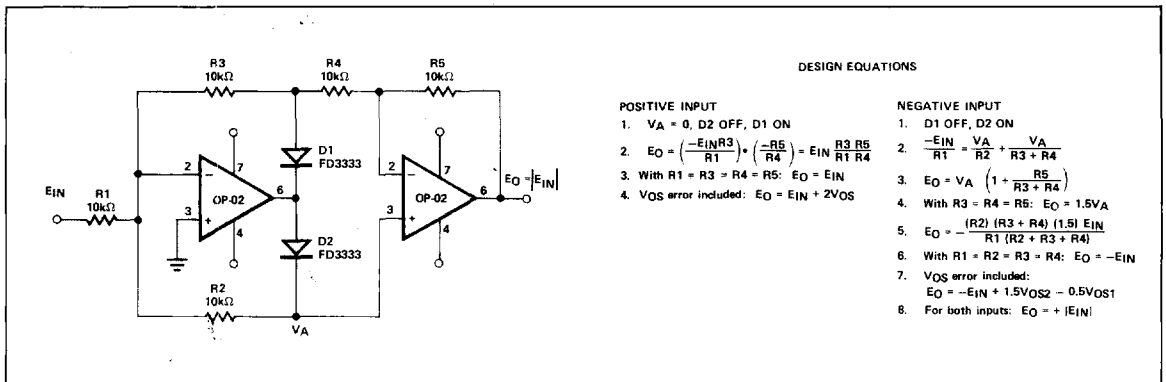 R3
10kΩ
R4
10kΩ
R5
10kΩ
D1
FD3333
EIN
R1
10kΩ
2
−
3
+
7
OP-02
6
4
D2
FD3333
2
−
3
+
7
OP-02
6
4
EO = |EIN|
R2
10kΩ
VA
DESIGN EQUATIONS
POSITIVE INPUT
1. VA = 0, D2 OFF, D1 ON
2. EO = (−EINR3/R1) • (−R5/R4) = EIN R3 R5/R1 R4
3. With R1 = R3 = R4 = R5: EO = EIN
4. VOS error included: EO = EIN + 2VOS
NEGATIVE INPUT
1. D1 OFF, D2 ON
2. −EIN/R1 = VA/R2 + VA/R3 + R4
3. EO = VA (1 + R5/R3 + R4)
4. With R3 = R4 = R5: EO = 1.5VA
5. EO = −(R2) (R3 + R4) (1.5) EIN/R1 (R2 + R3 + R4)
6. With R1 = R2 = R3 = R4: EO = −EIN
7. VOS error included:
EO = −EIN + 1.5VOS2 − 0.5VOS1
8. For both inputs: EO = + |EIN|